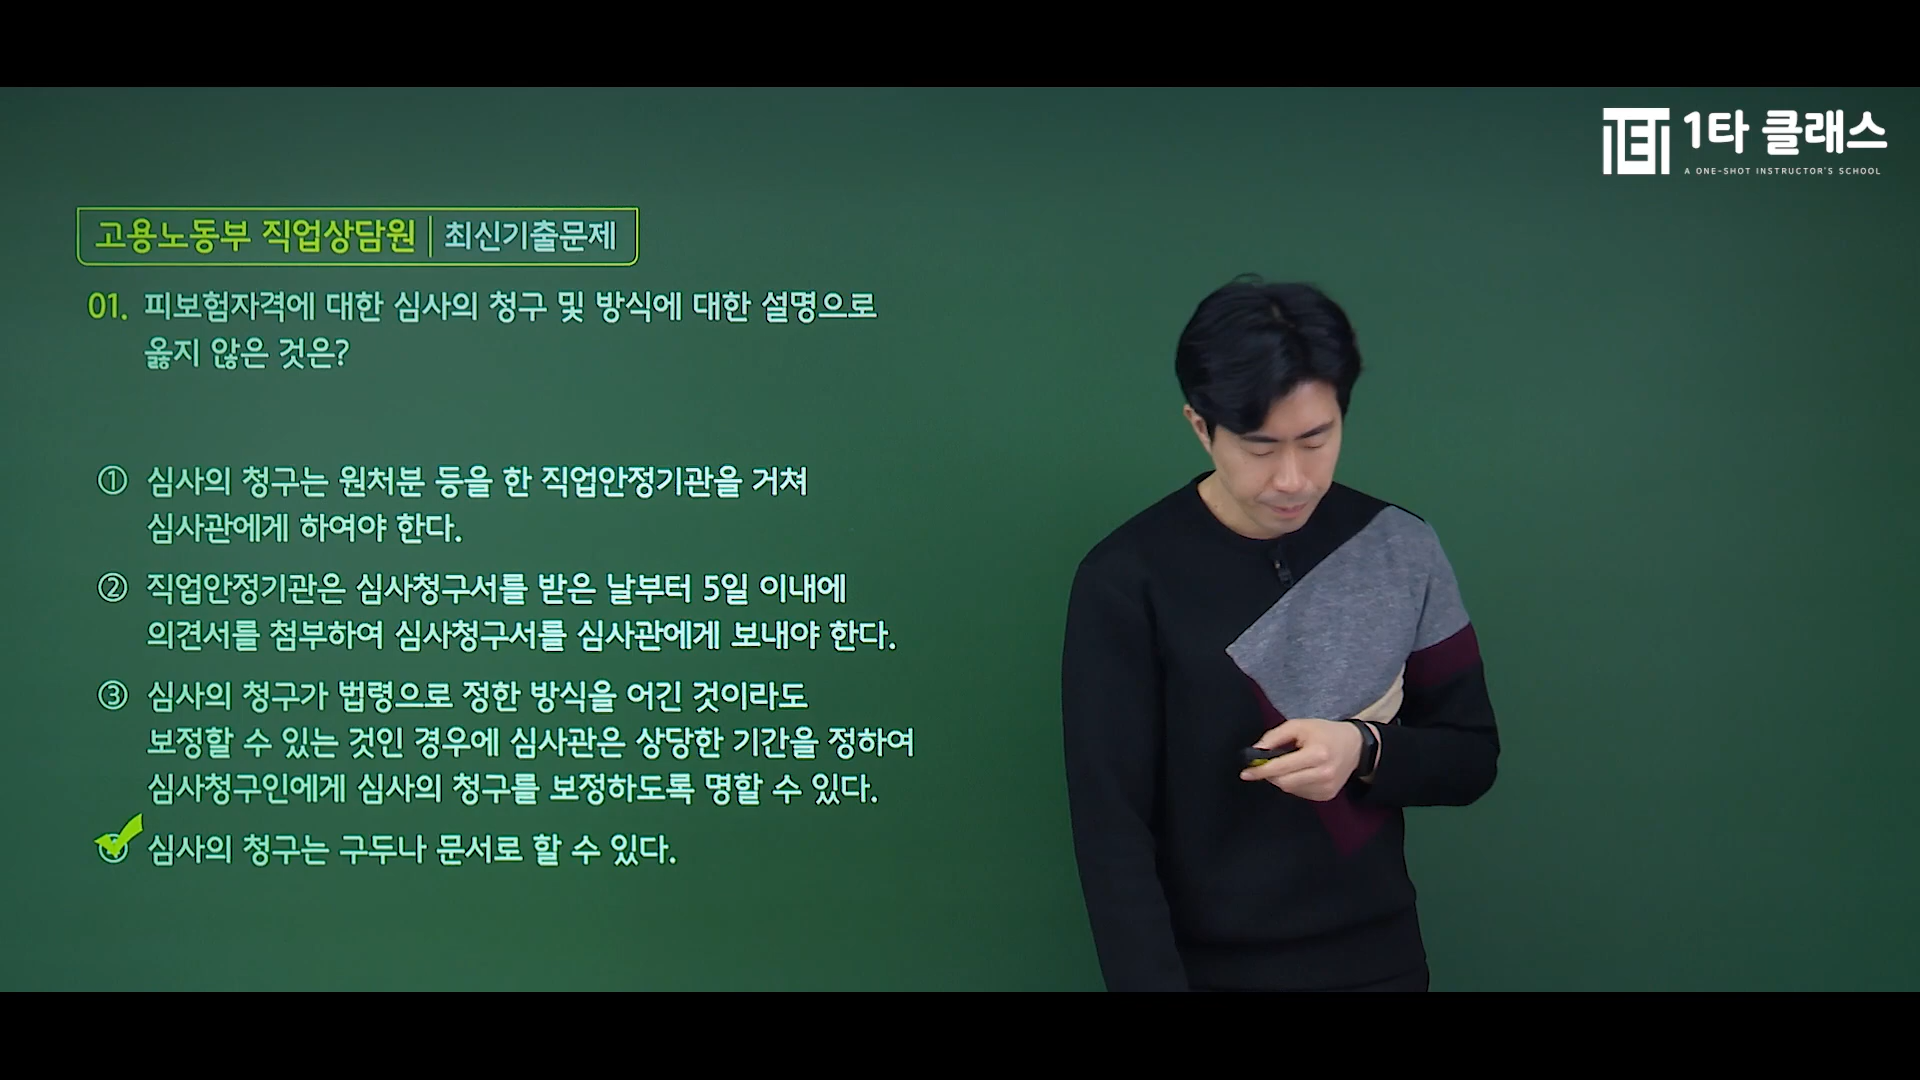 1타 클래스
A ONE-SHOT INSTRUCTOR'S SCHOOL
고용노동부 직업상담원 | 최신기출문제
01. 피보험자격에 대한 심사의 청구 및 방식에 대한 설명으로
옳지 않은 것은?
① 심사의 청구는 원처분 등을 한 직업안정기관을 거쳐
심사관에게 하여야 한다.
② 직업안정기관은 심사청구서를 받은 날부터 5일 이내에
의견서를 첨부하여 심사청구서를 심사관에게 보내야 한다.
③ 심사의 청구가 법령으로 정한 방식을 어긴 것이라도
보정할 수 있는 것인 경우에 심사관은 상당한 기간을 정하여
심사청구인에게 심사의 청구를 보정하도록 명할 수 있다.
④ 심사의 청구는 구두나 문서로 할 수 있다.